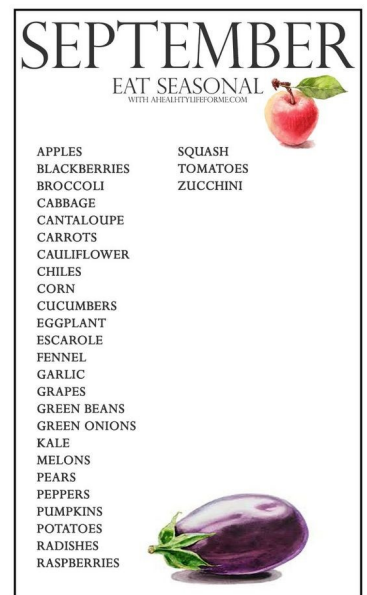 SEPTEMBER
EAT SEASONAL
WITH AHEALHTYLIFEFORME.COM
APPLES
BLACKBERRIES
BROCCOLI
CABBAGE
CANTALOUPE
CARROTS
CAULIFLOWER
CHILES
CORN
CUCUMBERS
EGGPLANT
ESCAROLE
FENNEL
GARLIC
GRAPES
GREEN BEANS
GREEN ONIONS
KALE
MELONS
PEARS
PEPPERS
PUMPKINS
POTATOES
RADISHES
RASPBERRIES
SQUASH
TOMATOES
ZUCCHINI